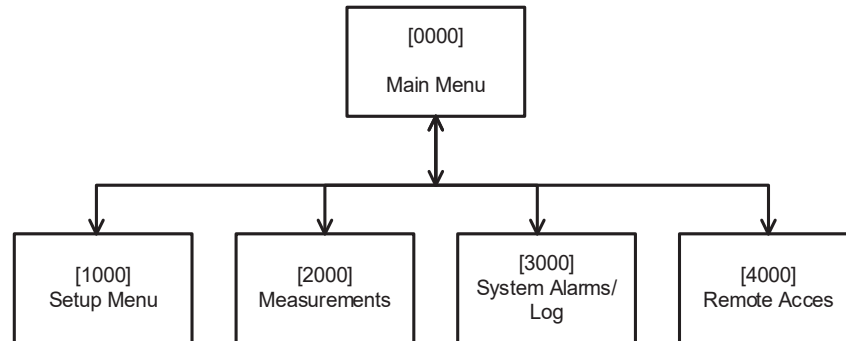 [0000]
Main Menu
[1000]
Setup Menu
[2000]
Measurements
[3000]
System Alarms/
Log
[4000]
Remote Acces